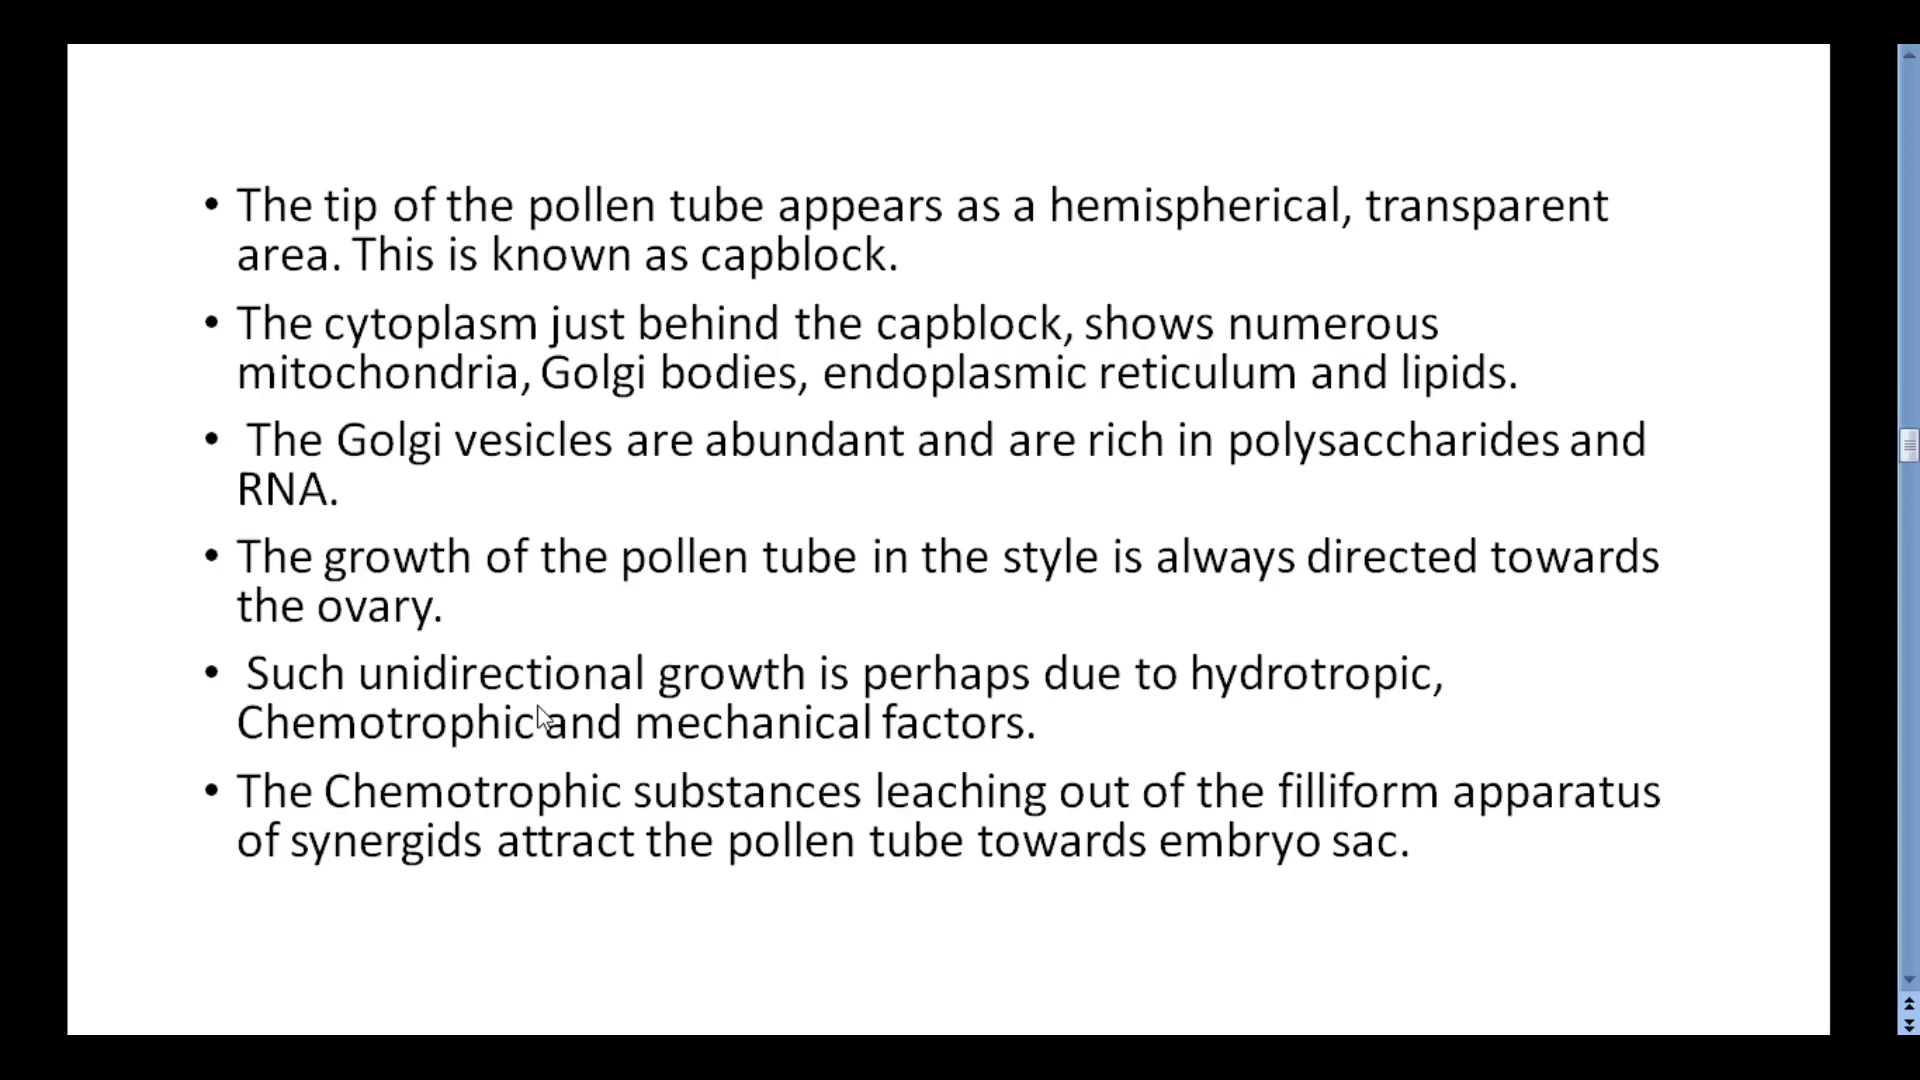 • The tip of the pollen tube appears as a hemispherical, transparent
area. This is known as capblock.
• The cytoplasm just behind the capblock, shows numerous
mitochondria, Golgi bodies, endoplasmic reticulum and lipids.
• The Golgi vesicles are abundant and are rich in polysaccharides and
RNA.
• The growth of the pollen tube in the style is always directed towards
the ovary.
• Such unidirectional growth is perhaps due to hydrotropic,
Chemotrophic and mechanical factors.
• The Chemotrophic substances leaching out of the filliform apparatus
of synergids attract the pollen tube towards embryo sac.